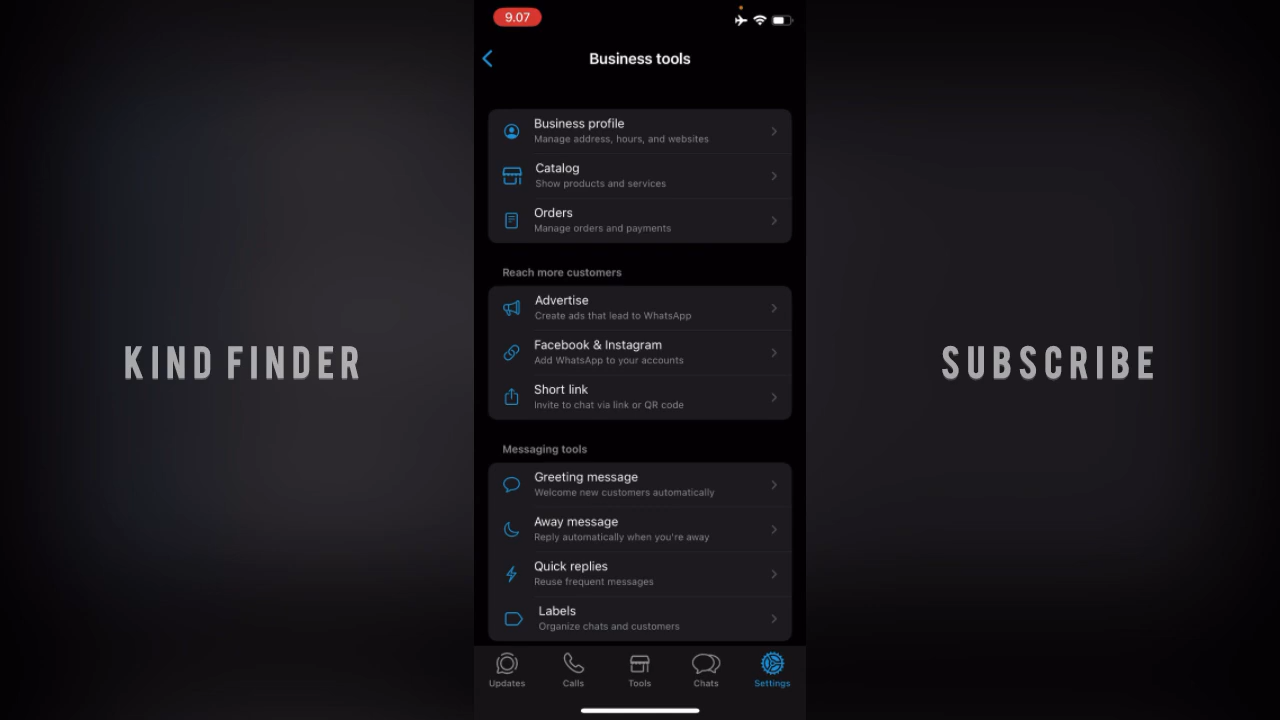 9.07
Business tools
Business profile
Manage address, hours, and websites
Catalog
Show products and services
Orders
Manage orders and payments
Reach more customers
Advertise
Create ads that lead to WhatsApp
Facebook & Instagram
Add WhatsApp to your accounts
KIND FINDER
SUBSCRIBE
Short link
Invite to chat via link or QR code
Messaging tools
Greeting message
Welcome new customers automatically
Away message
Reply automatically when you're away
Quick replies
Reuse frequent messages
Labels
Organize chats and customers
Updates
Calls
Tools
Chats
Settings